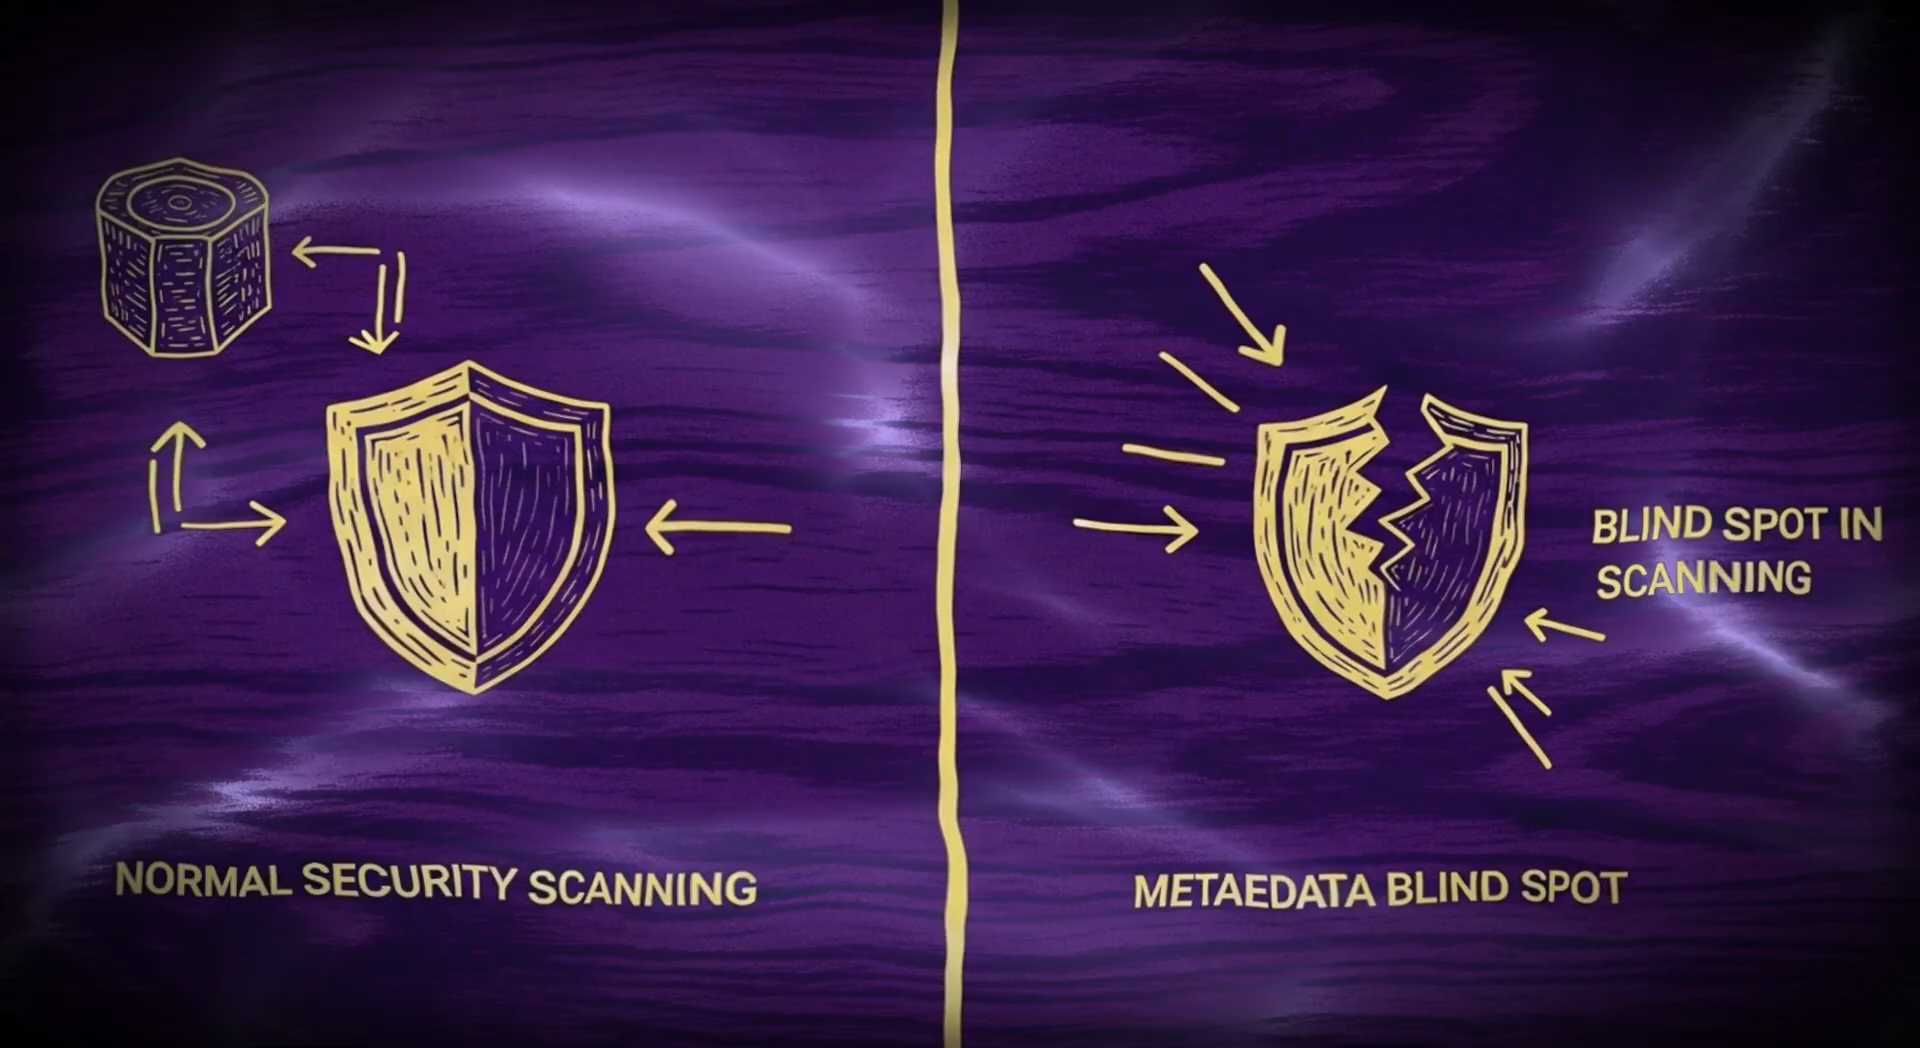 NORMAL SECURITY SCANNING
BLIND SPOT IN
SCANNING
METAEDATA BLIND SPOT